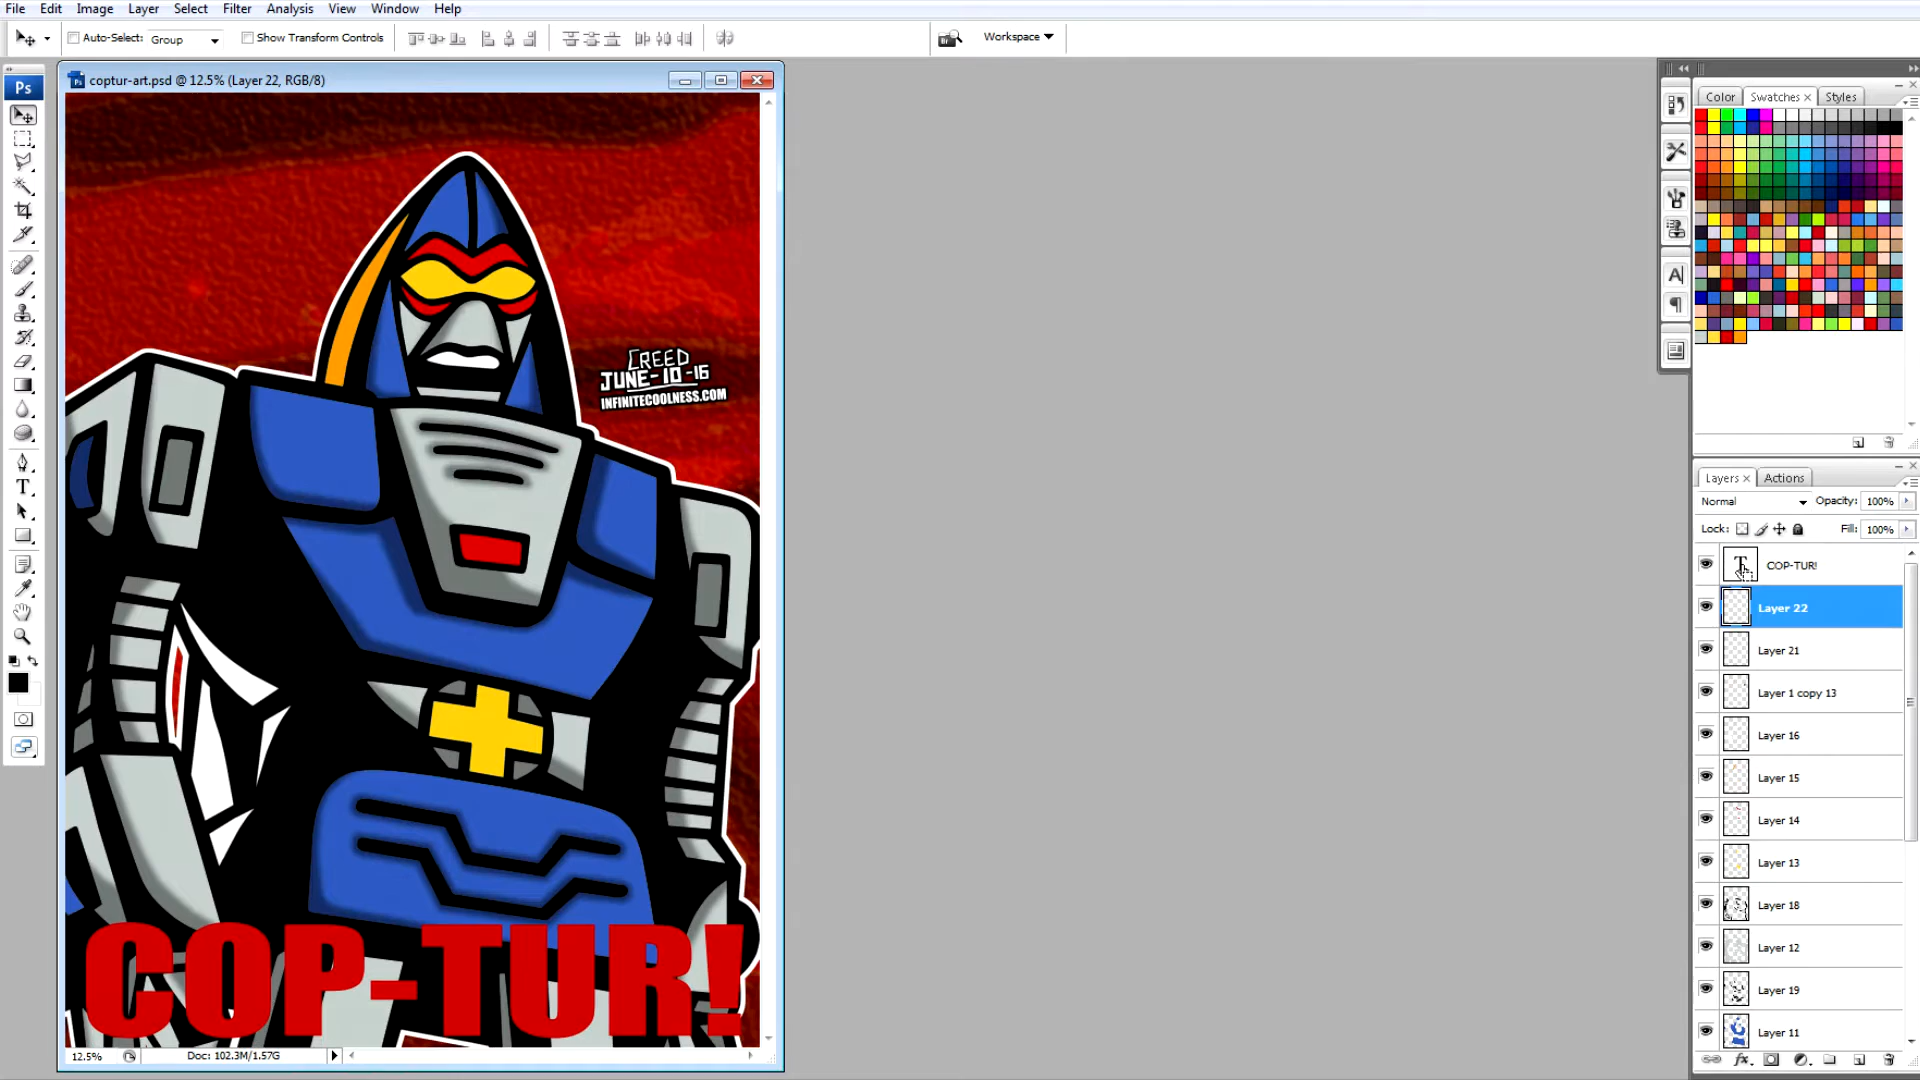 File Edit Image Layer Select Filter Analysis View Window Help
Auto-Select: Group Show Transform Controls Workspace
Ps
coptur-art.psd @ 12.5% (Layer 22, RGB/8)
CREED
JUNE-10-16
INFINITECOOLNESS.COM
COP-TUR!
12.5% Doc: 102.3M/1.57G
Color Swatches Styles
Layers Actions
Normal Opacity: 100%
Lock: Fill: 100%
COP-TUR!
Layer 22
Layer 21
Layer 1 copy 13
Layer 16
Layer 15
Layer 14
Layer 13
Layer 18
Layer 12
Layer 19
Layer 11